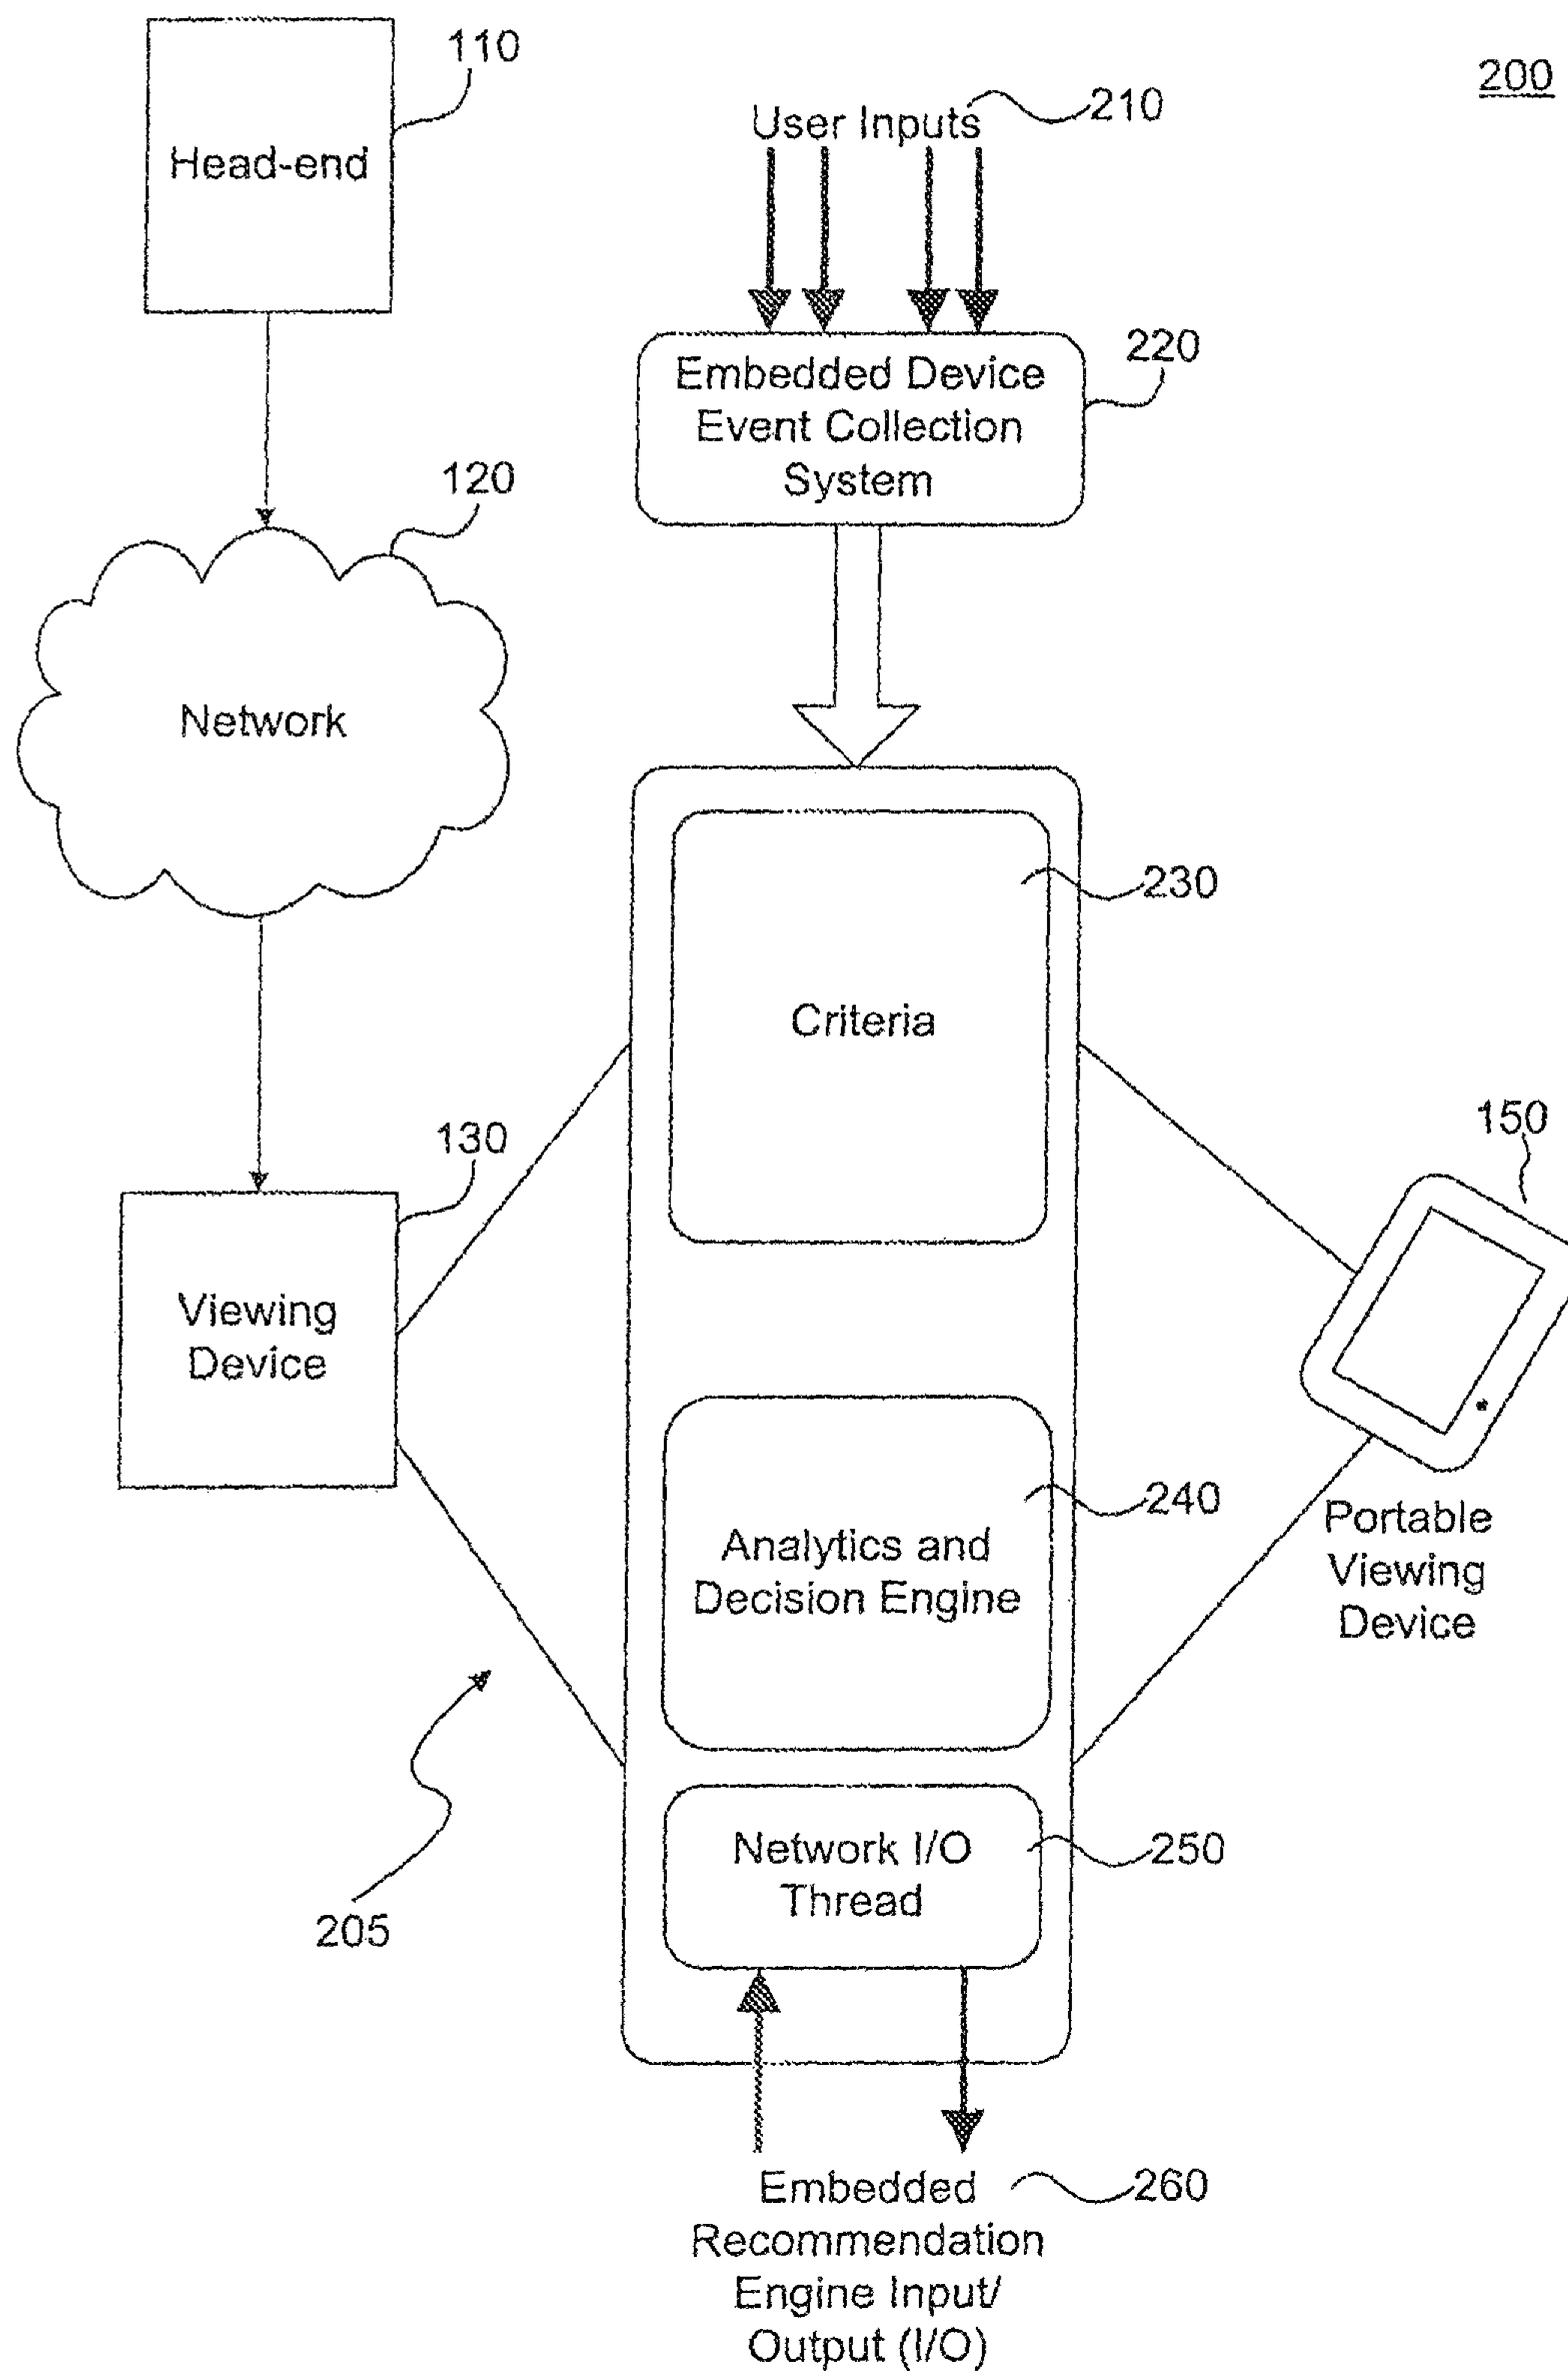 200
110
Head-end
User Inputs
210
Embedded Device
Event Collection
System
220
120
Network
230
Criteria
130
Viewing
Device
150
Portable
Viewing
Device
240
Analytics and
Decision Engine
205
Network I/O
Thread
250
Embedded
Recommendation
Engine Input/
Output (I/O)
260